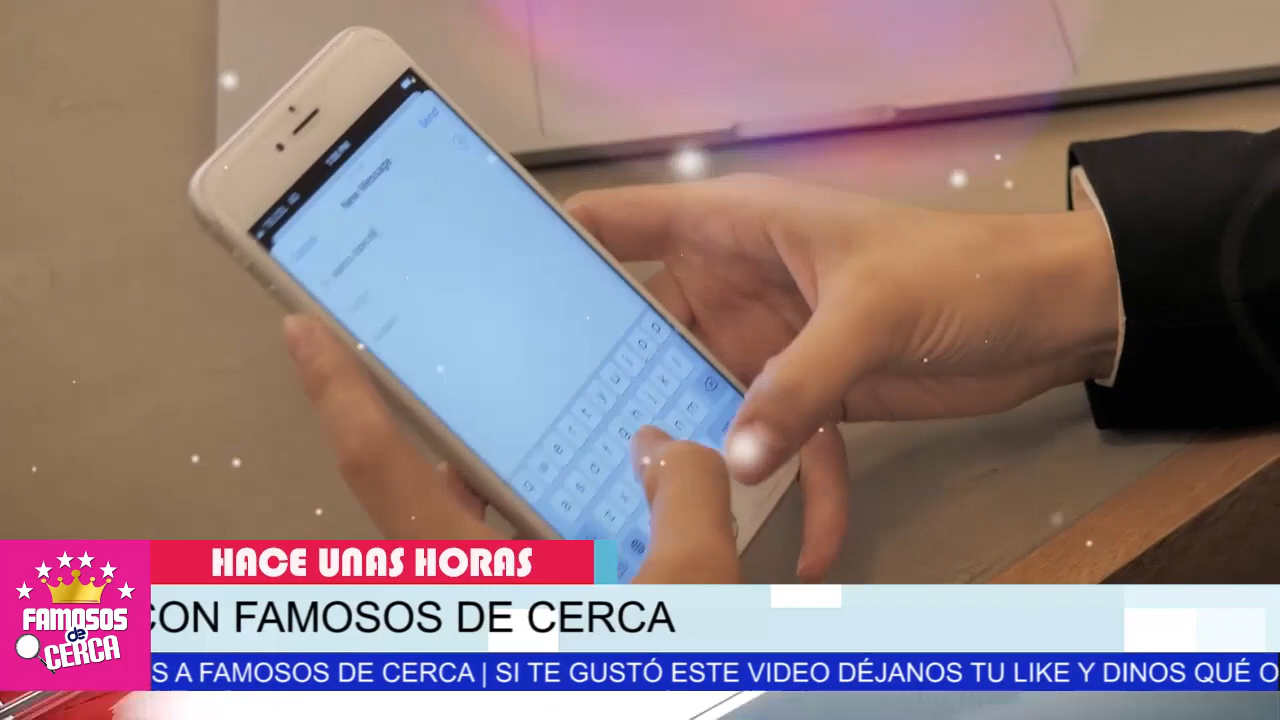 Send
New Message
HACE UNAS HORAS
CON FAMOSOS DE CERCA
FAMOSOS
de
CERCA
S A FAMOSOS DE CERCA | SI TE GUSTÓ ESTE VIDEO DÉJANOS TU LIKE Y DINOS QUÉ O